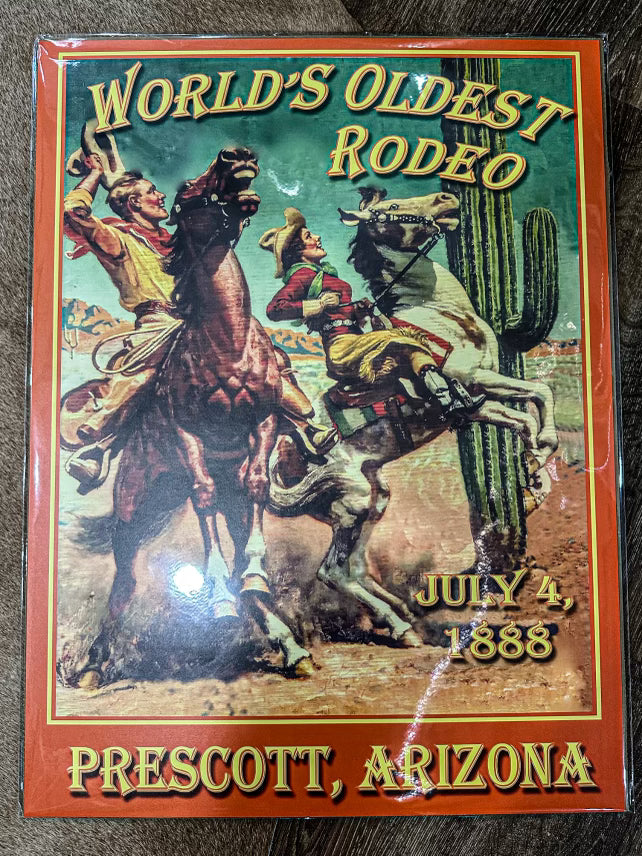 WORLD'S OLDEST
RODEO
JULY 4,
1888
PRESCOTT, ARIZONA